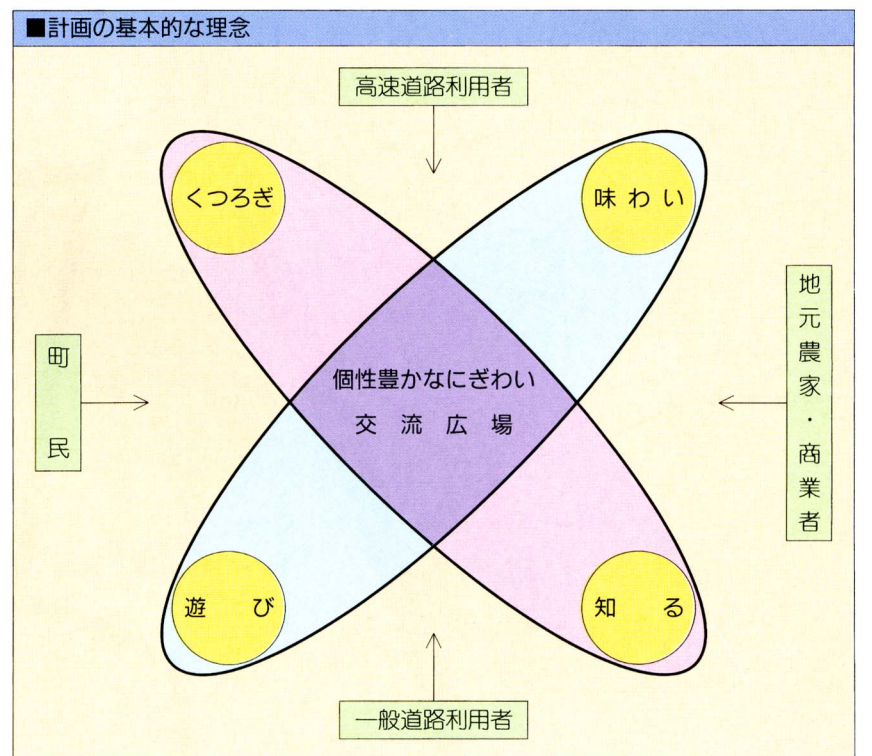 ■計画の基本的な理念
高速道路利用者
くつろぎ
味わい
町民
個性豊かなにぎわい
交流広場
地元農家・商業者
遊び
知る
一般道路利用者